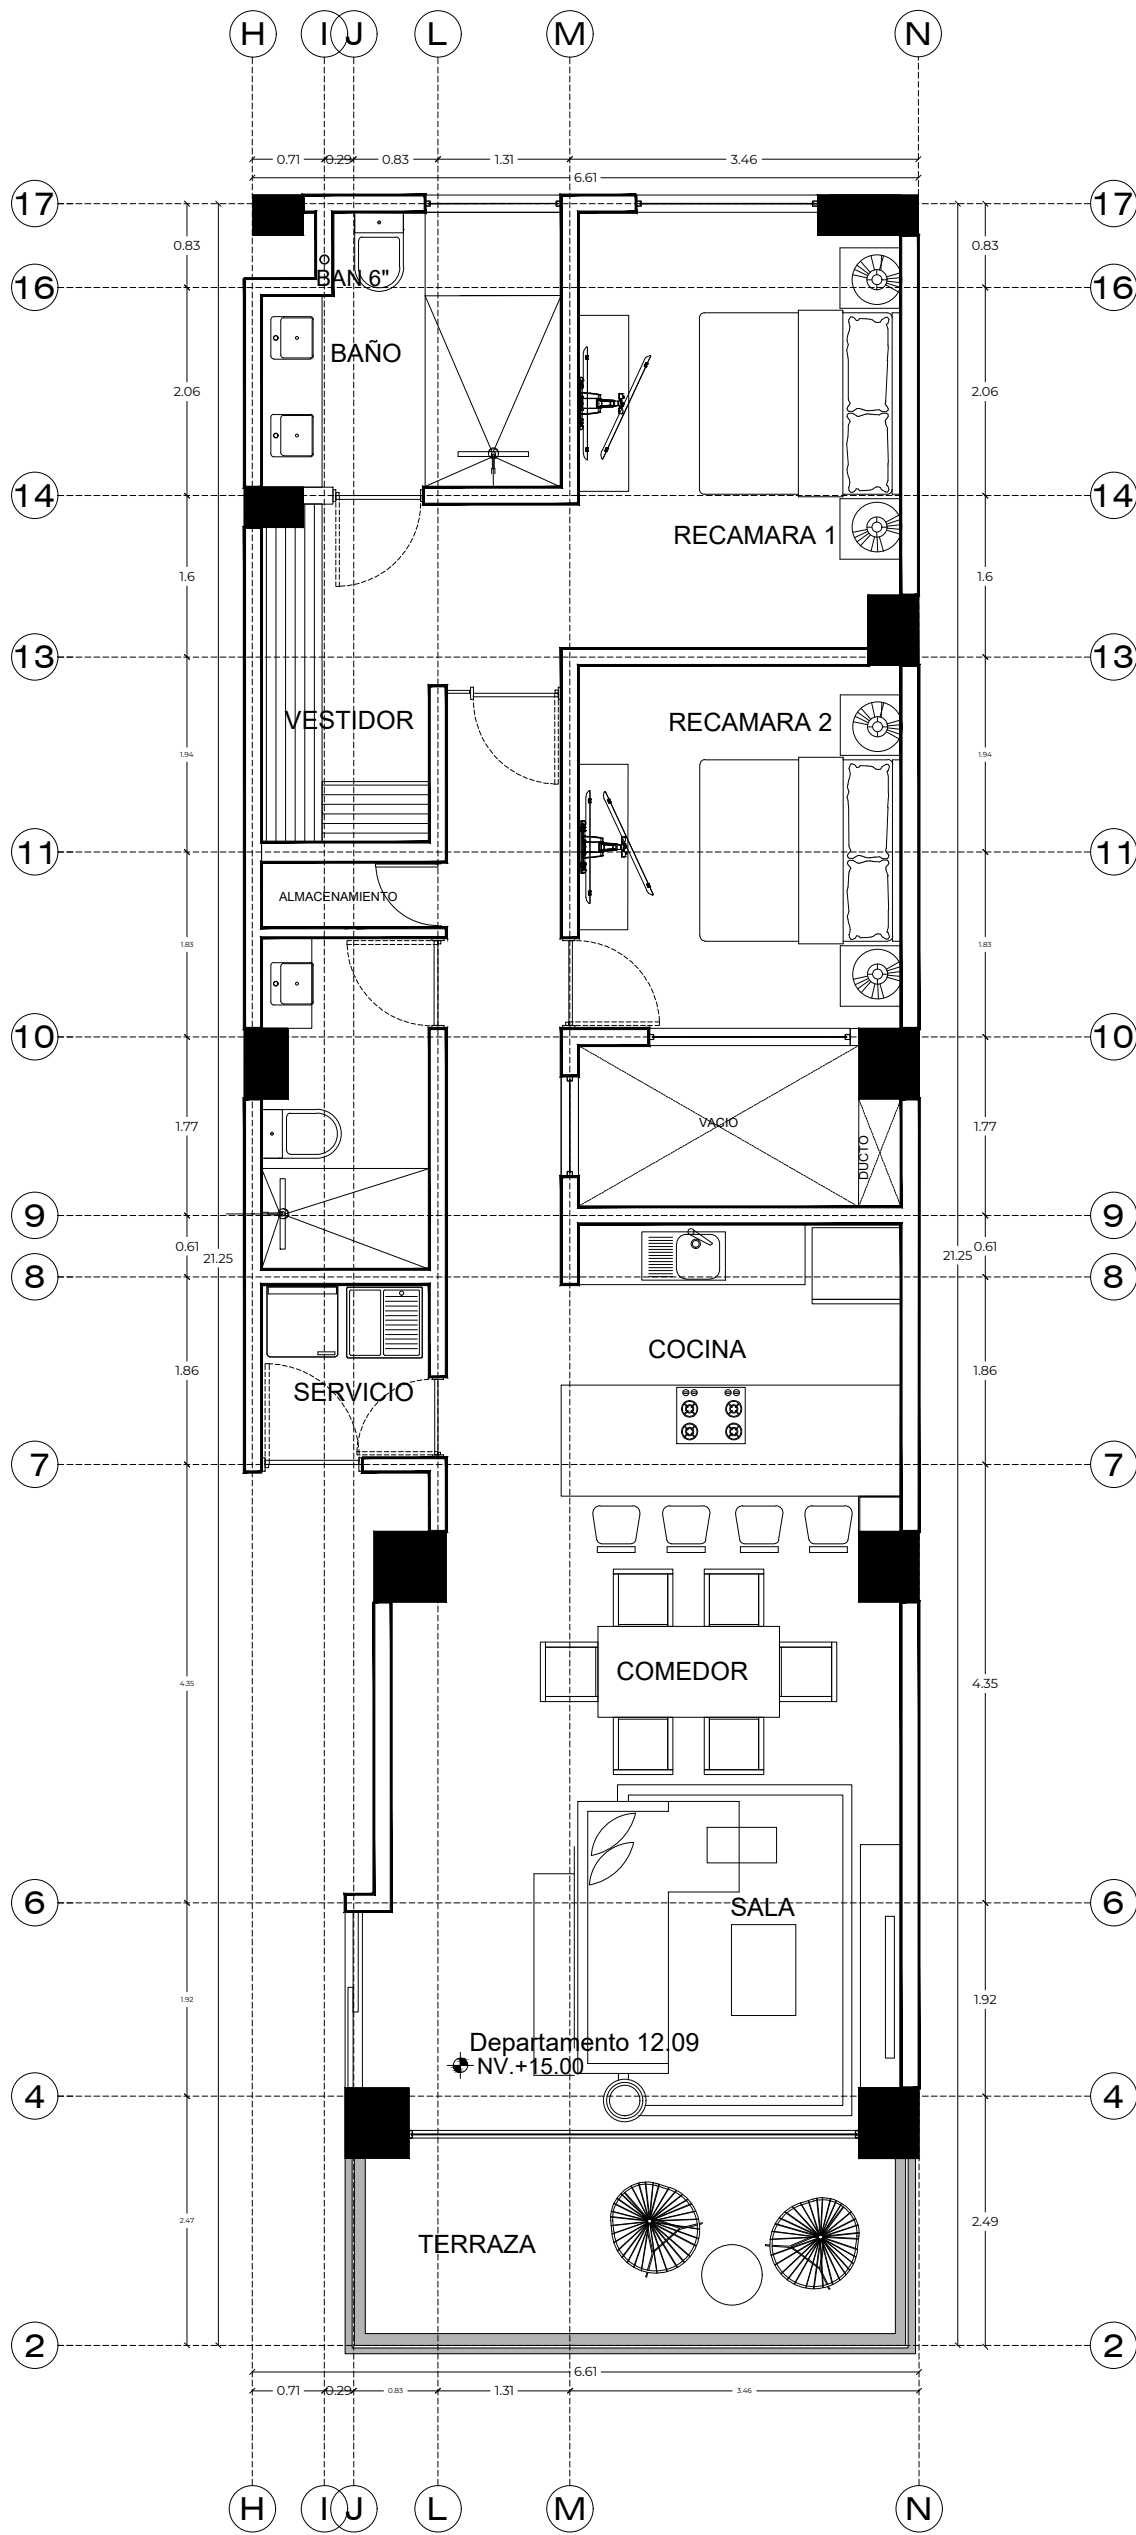 H I J L M N
0.71 0.29 0.83 1.31 3.46
6.61
17 17
0.83 0.83
16 BAN 6" 16
BAÑO
2.06 2.06
14 14
RECAMARA 1
1.6 1.6
13 13
VESTIDOR RECAMARA 2
1.94 1.94
11 11
ALMACENAMIENTO
1.83 1.83
10 10
VACIO
1.77 1.77
DUCTO
9 9
0.61 21.25 21.25 0.61
8 8
COCINA
1.86 1.86
SERVICIO
7 7
COMEDOR
4.35 4.35
6 6
SALA
1.92 1.92
Departamento 12.09
NV.+15.00
4 4
2.47 2.49
TERRAZA
2 2
6.61
0.71 0.29 0.83 1.31 3.46
H I J L M N